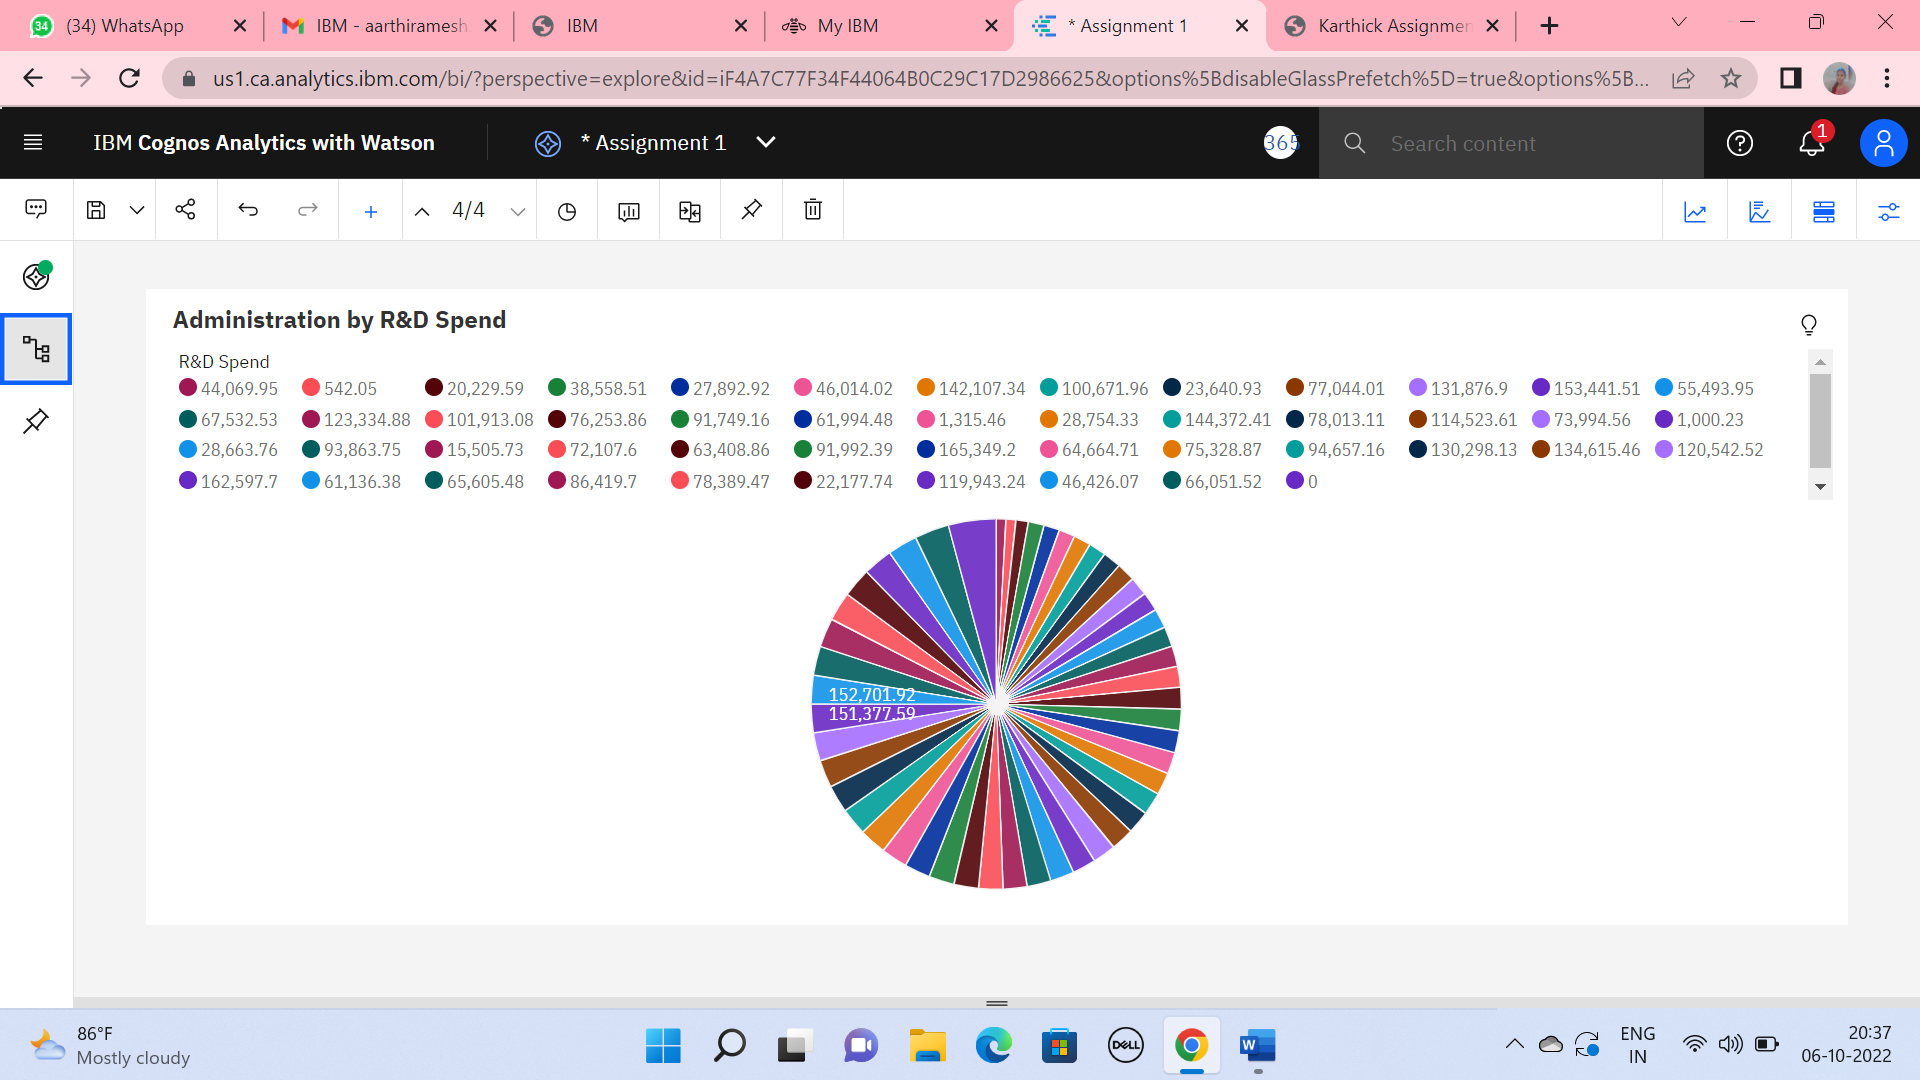 (34) WhatsApp
IBM - aarthiramesh
IBM
My IBM
* Assignment 1
Karthick Assignmen
us1.ca.analytics.ibm.com/bi/?perspective=explore&id=iF4A7C77F34F44064B0C29C17D2986625&options%5BdisableGlassPrefetch%5D=true&options%5B...
IBM Cognos Analytics with Watson
* Assignment 1
365
Search content
1
4/4
Administration by R&D Spend
R&D Spend
44,069.95 542.05 20,229.59 38,558.51 27,892.92 46,014.02 142,107.34 100,671.96 23,640.93 77,044.01 131,876.9 153,441.51 55,493.95
67,532.53 123,334.88 101,913.08 76,253.86 91,749.16 61,994.48 1,315.46 28,754.33 144,372.41 78,013.11 114,523.61 73,994.56 1,000.23
28,663.76 93,863.75 15,505.73 72,107.6 63,408.86 91,992.39 165,349.2 64,664.71 75,328.87 94,657.16 130,298.13 134,615.46 120,542.52
162,597.7 61,136.38 65,605.48 86,419.7 78,389.47 22,177.74 119,943.24 46,426.07 66,051.52 0
152,701.92
151,377.59
86°F
Mostly cloudy
DELL
W
ENG
IN
20:37
06-10-2022